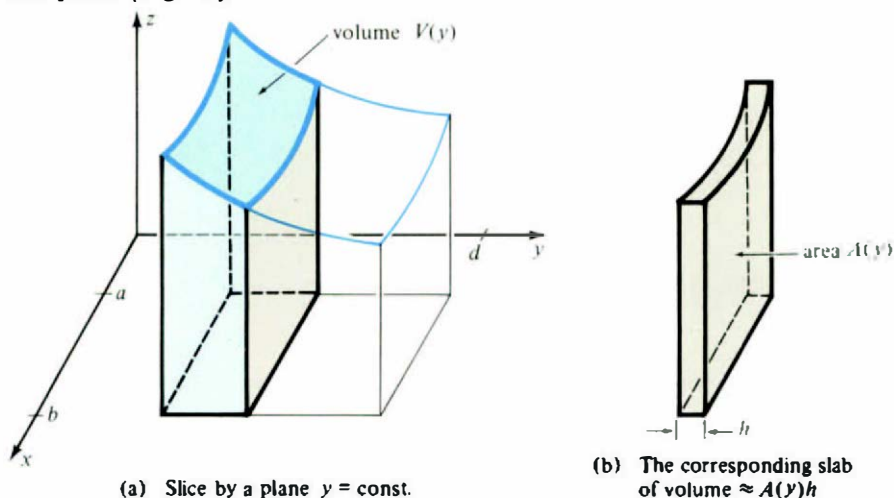 z
volume V(y)
d
y
a
b
x
area A(y)
h
(a) Slice by a plane y = const.
(b) The corresponding slab
of volume ≈ A(y)h